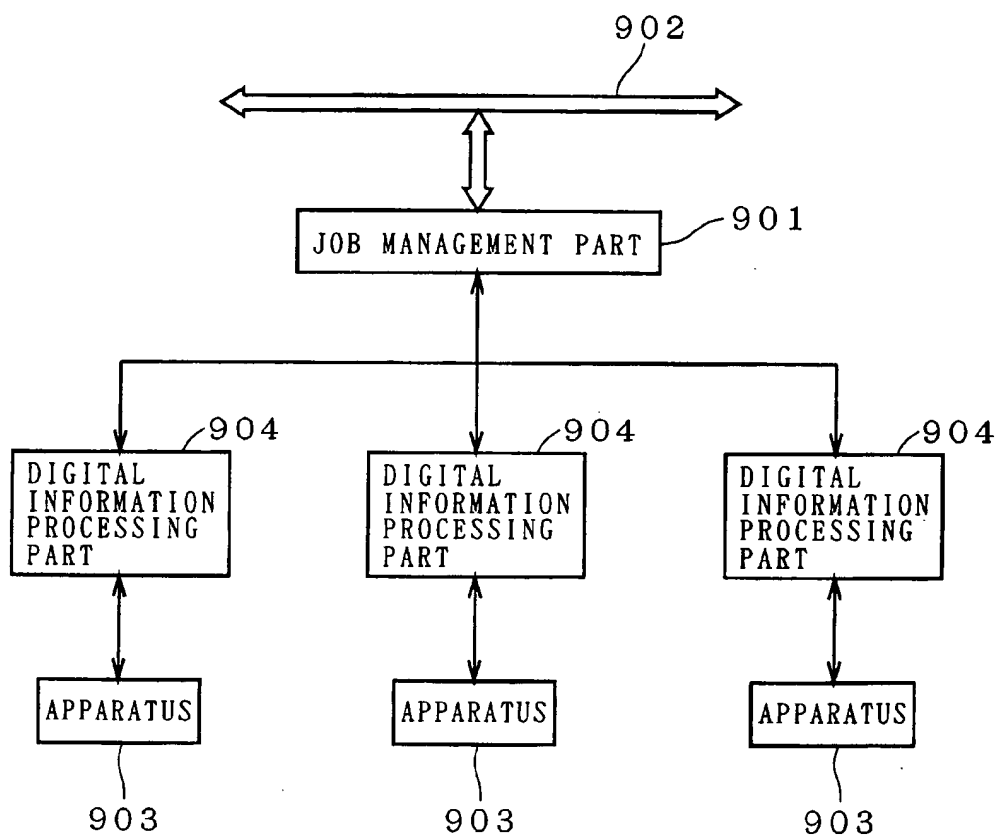 902
901
JOB MANAGEMENT PART
904
904
904
DIGITAL
INFORMATION
PROCESSING
PART
DIGITAL
INFORMATION
PROCESSING
PART
DIGITAL
INFORMATION
PROCESSING
PART
APPARATUS
APPARATUS
APPARATUS
903
903
903